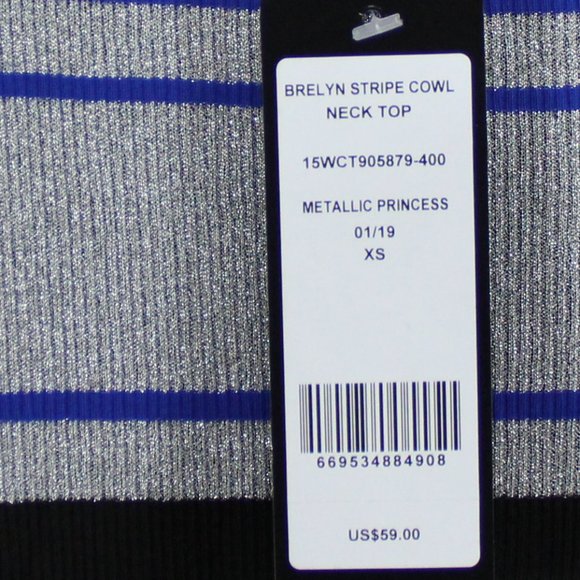 BRELYN STRIPE COWL
NECK TOP
15WCT905879-400
METALLIC PRINCESS
01/19
XS
669534884908
US$59.00